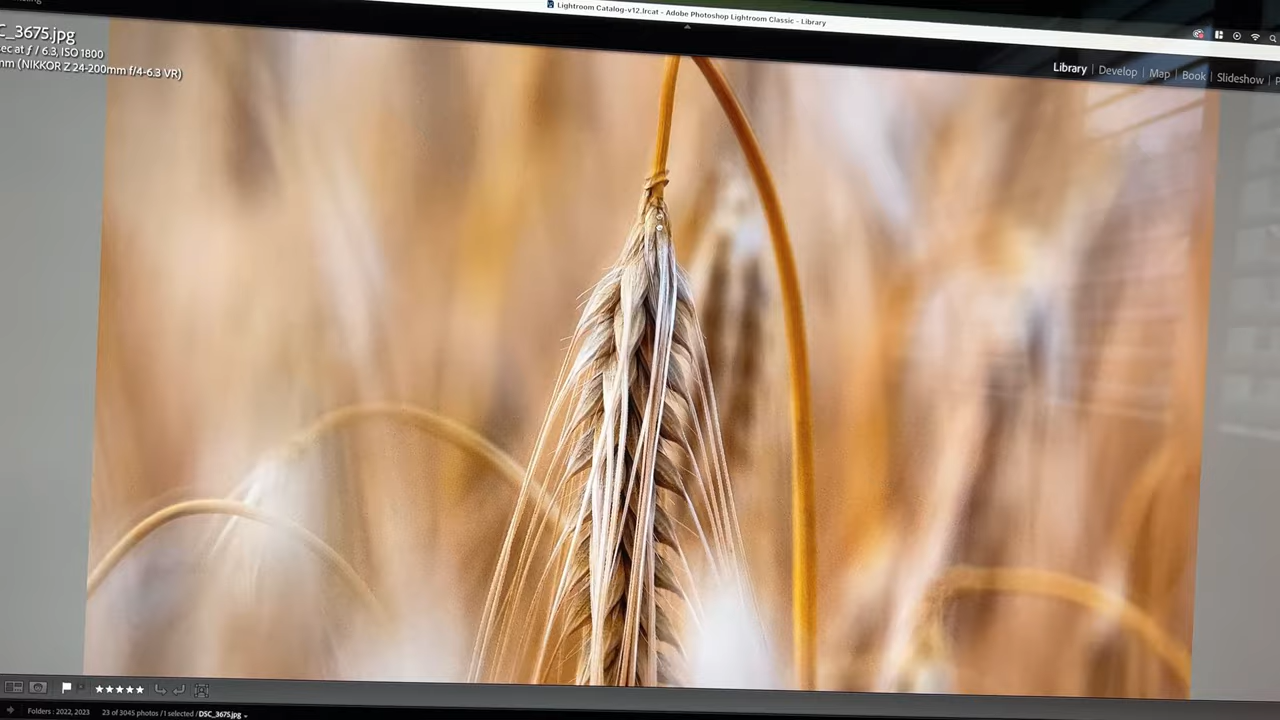 Lightroom Catalog-v12.lrcat - Adobe Photoshop Lightroom Classic - Library
C_3675.jpg
sec at ƒ / 6.3, ISO 1800
mm (NIKKOR Z 24-200mm f/4-6.3 VR)
Library | Develop | Map | Book | Slideshow | P
Folders : 2022, 2023 23 of 3045 photos / 1 selected / DSC_3675.jpg